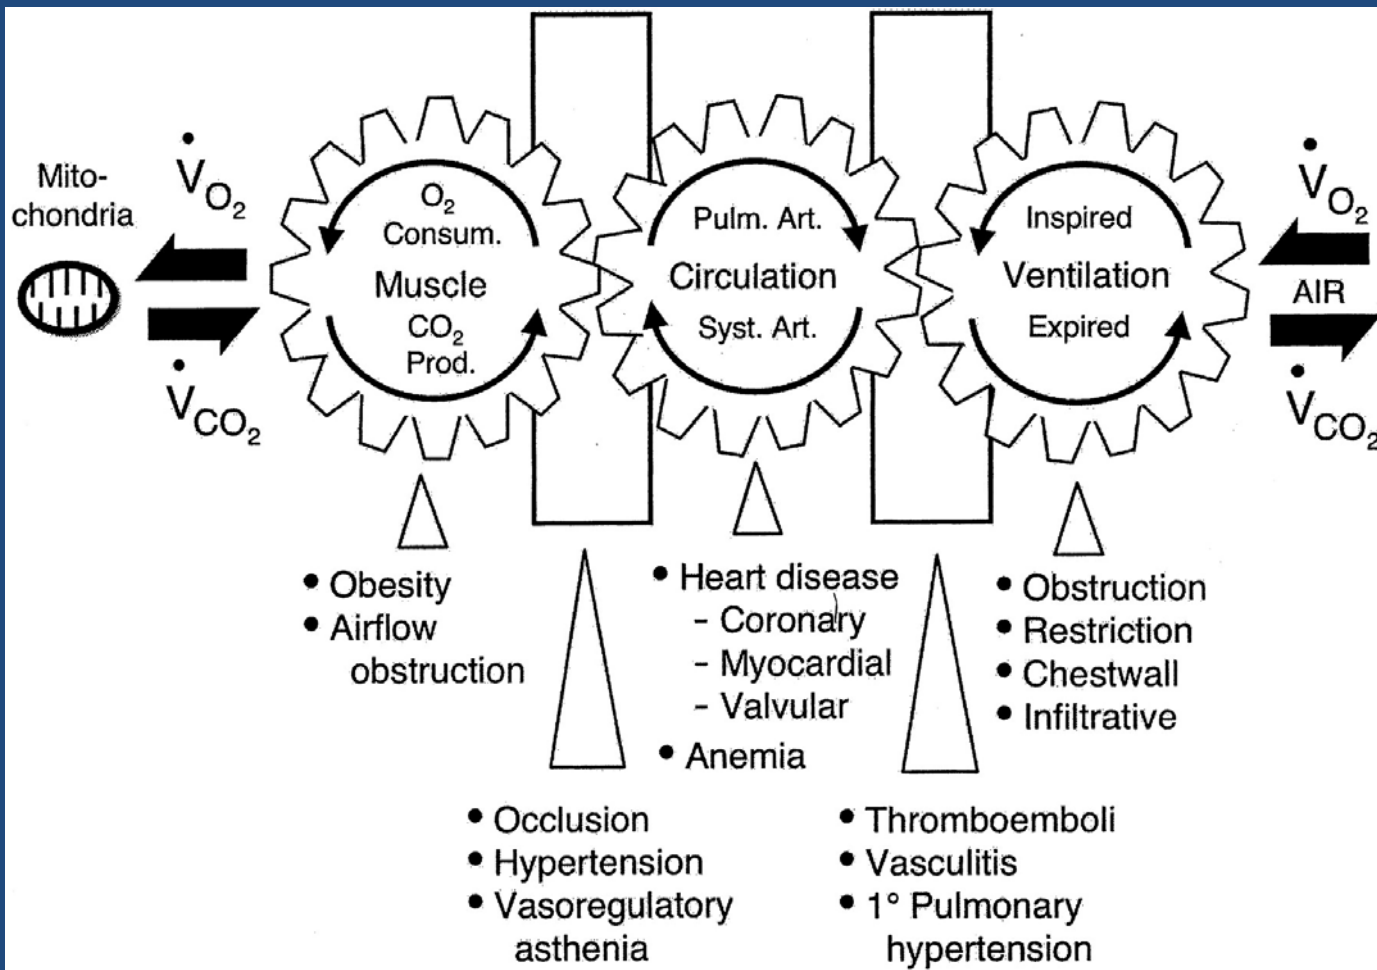 Mito-
chondria
V̇O₂
V̇CO₂
O₂
Consum.
Muscle
CO₂
Prod.
Pulm. Art.
Circulation
Syst. Art.
Inspired
Ventilation
Expired
V̇O₂
AIR
V̇CO₂
• Obesity
• Airflow
obstruction
• Heart disease
- Coronary
- Myocardial
- Valvular
• Anemia
• Obstruction
• Restriction
• Chestwall
• Infiltrative
• Occlusion
• Hypertension
• Vasoregulatory
asthenia
• Thromboemboli
• Vasculitis
• 1° Pulmonary
hypertension